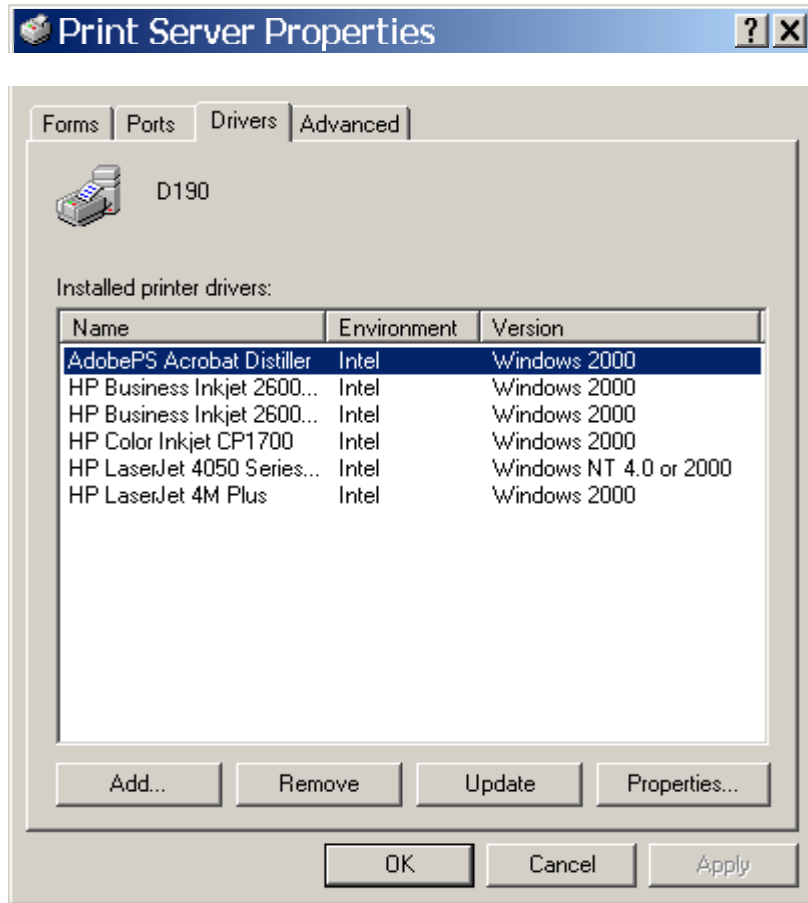 Print Server Properties
Forms Ports Drivers Advanced
D190
Installed printer drivers:
Name Environment Version
AdobePS Acrobat Distiller Intel Windows 2000
HP Business Inkjet 2600... Intel Windows 2000
HP Business Inkjet 2600... Intel Windows 2000
HP Color Inkjet CP1700 Intel Windows 2000
HP LaserJet 4050 Series... Intel Windows NT 4.0 or 2000
HP LaserJet 4M Plus Intel Windows 2000
Add... Remove Update Properties...
OK Cancel Apply